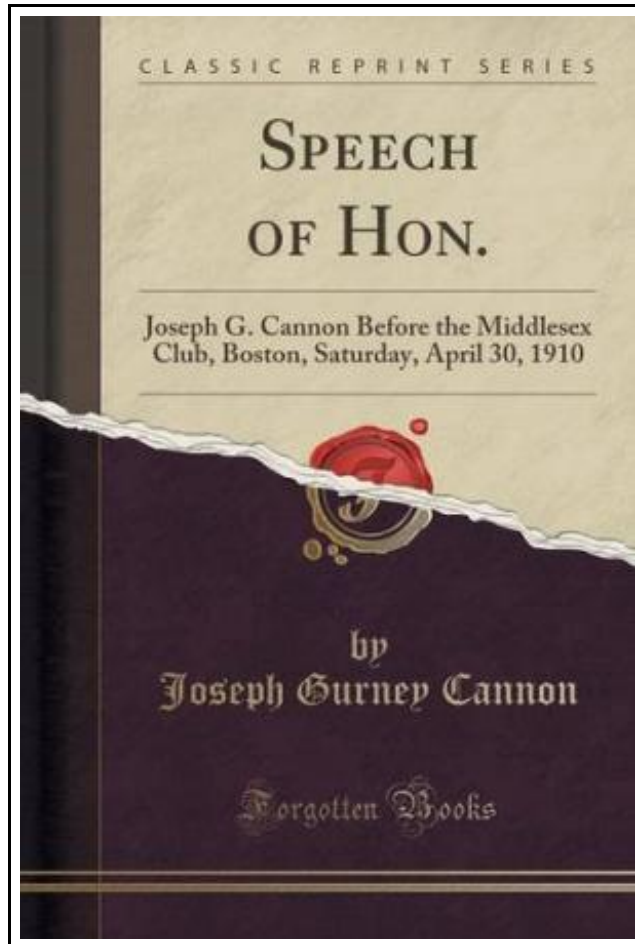 CLASSIC REPRINT SERIES
SPEECH
OF HON.
Joseph G. Cannon Before the Middlesex
Club, Boston, Saturday, April 30, 1910
by
Joseph Gurney Cannon
Forgotten Books